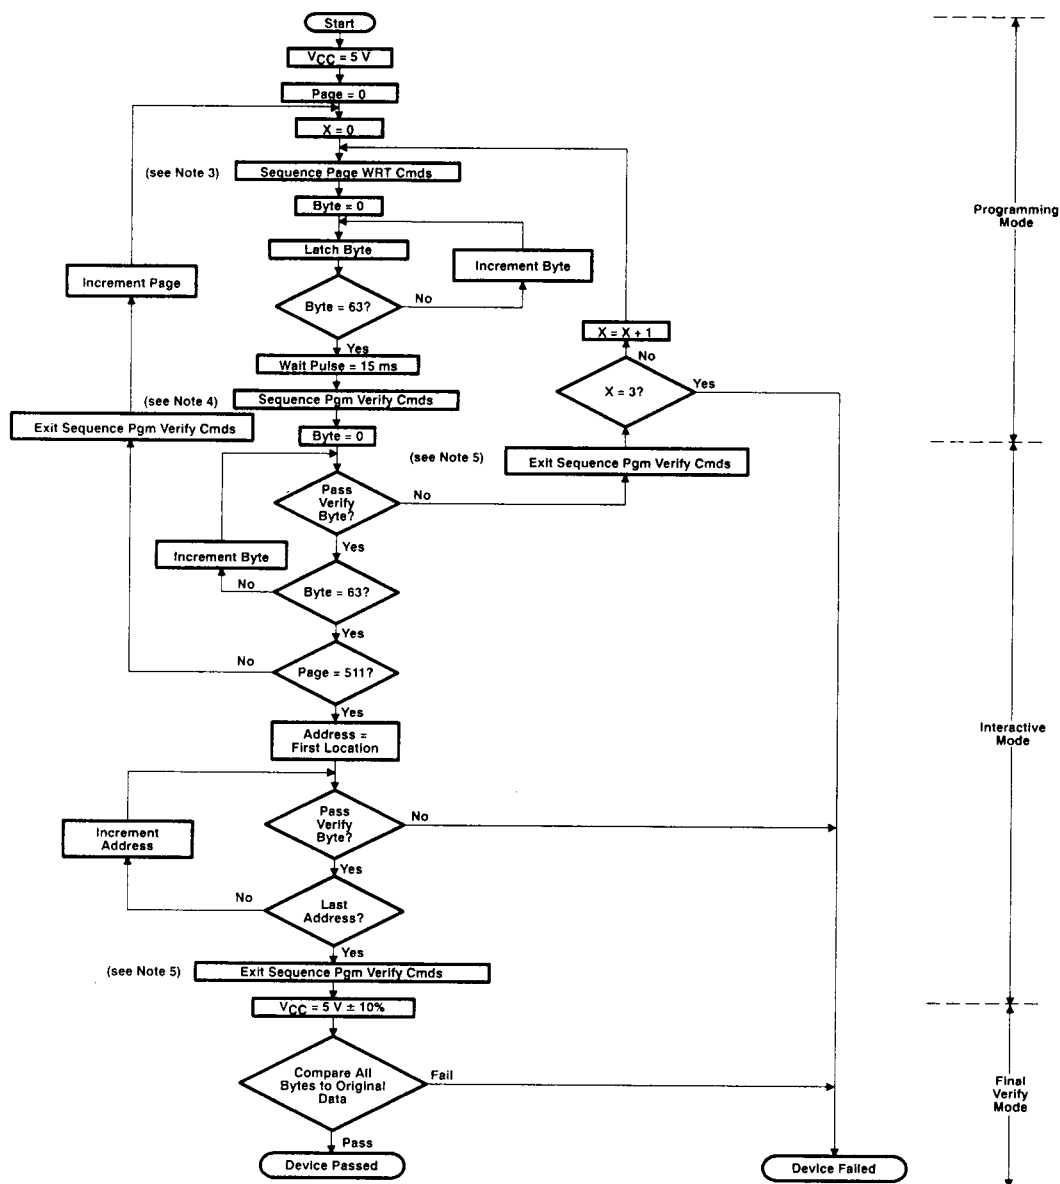 Start
VCC = 5 V
Page = 0
X = 0
(see Note 3)
Sequence Page WRT Cmds
Byte = 0
Latch Byte
Increment Byte
Increment Page
Byte = 63?
No
Yes
Wait Pulse = 15 ms
(see Note 4)
Sequence Pgm Verify Cmds
Exit Sequence Pgm Verify Cmds
Byte = 0
X = X + 1
No
X = 3?
Yes
(see Note 5)
Exit Sequence Pgm Verify Cmds
Pass
Verify
Byte?
No
Yes
Increment Byte
No
Byte = 63?
Yes
No
Page = 511?
Yes
Address =
First Location
Pass
Verify
Byte?
No
Increment
Address
Yes
No
Last
Address?
Yes
(see Note 5)
Exit Sequence Pgm Verify Cmds
VCC = 5 V ± 10%
Compare All
Bytes to Original
Data
Fail
Pass
Device Passed
Device Failed
Programming
Mode
Interactive
Mode
Final
Verify
Mode